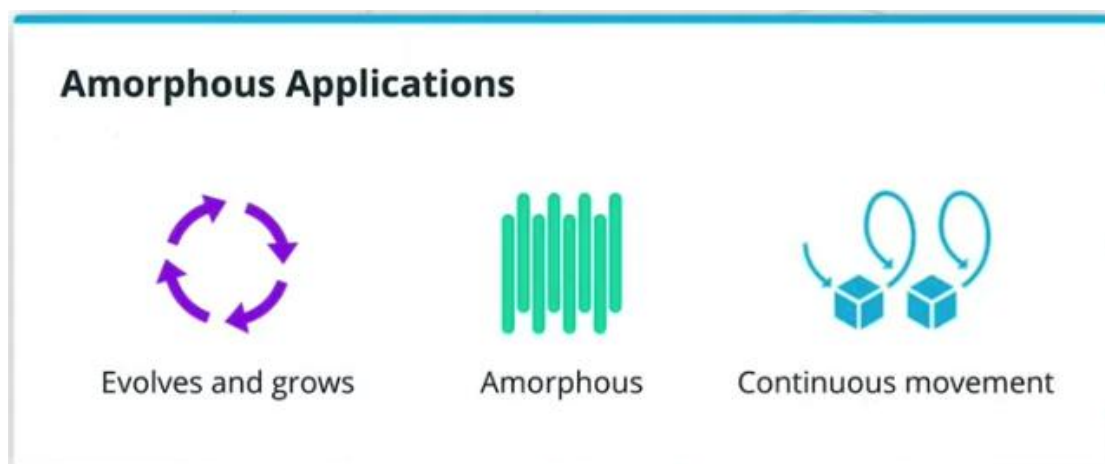 Amorphous Applications
Evolves and grows
Amorphous
Continuous movement